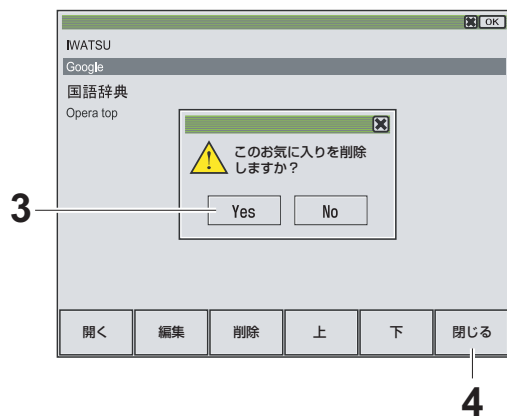 OK
IWATSU
Google
国語辞典
Opera top
このお気に入りを削除
しますか?
3
Yes No
開く 編集 削除 上 下 閉じる
4